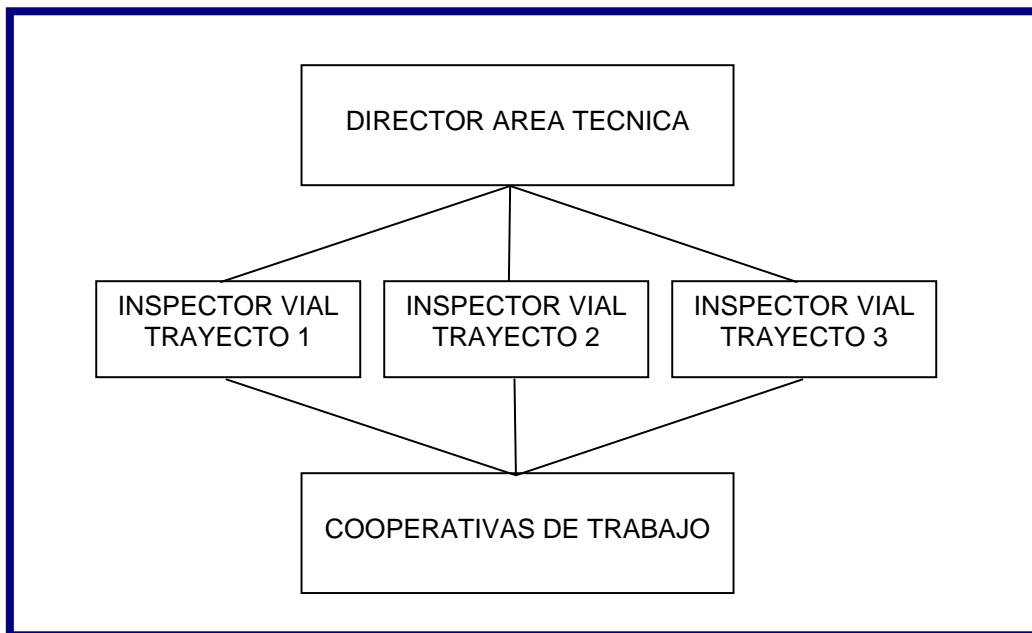 DIRECTOR AREA TECNICA
INSPECTOR VIAL
TRAYECTO 1
INSPECTOR VIAL
TRAYECTO 2
INSPECTOR VIAL
TRAYECTO 3
COOPERATIVAS DE TRABAJO